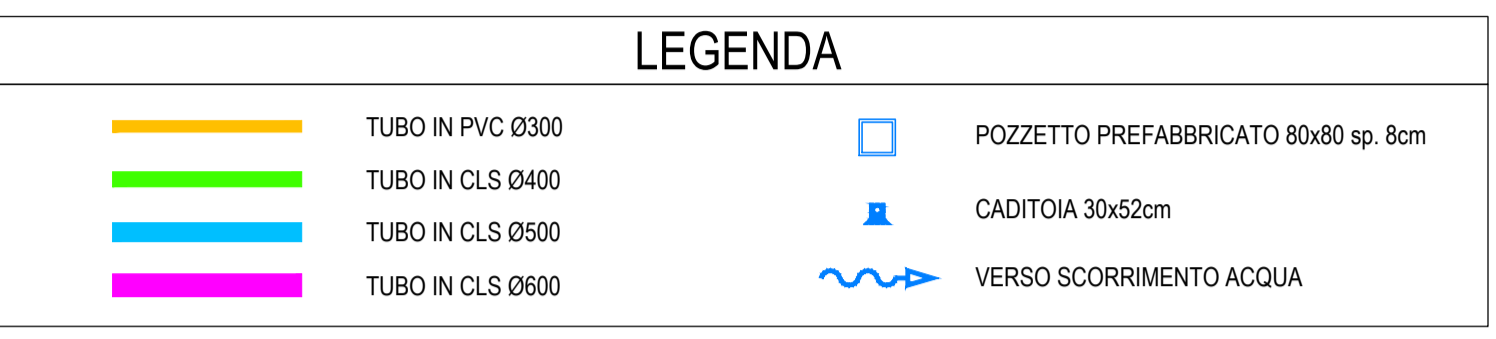 LEGENDA
TUBO IN PVC Ø300
TUBO IN CLS Ø400
TUBO IN CLS Ø500
TUBO IN CLS Ø600
POZZETTO PREFABBRICATO 80x80 sp. 8cm
CADITOIA 30x52cm
VERSO SCORRIMENTO ACQUA